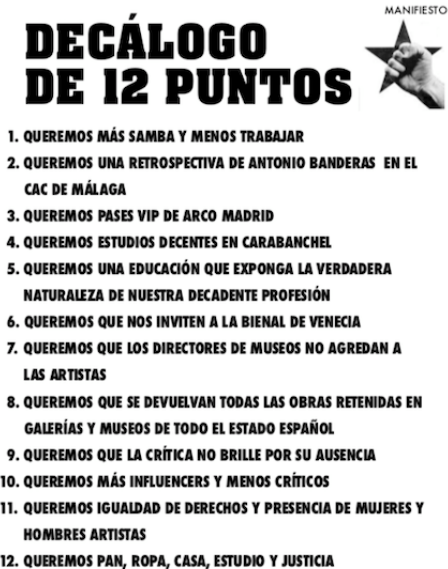 MANIFIESTO
DECÁLOGO
DE 12 PUNTOS
1. QUEREMOS MÁS SAMBA Y MENOS TRABAJAR
2. QUEREMOS UNA RETROSPECTIVA DE ANTONIO BANDERAS EN EL
CAC DE MÁLAGA
3. QUEREMOS PASES VIP DE ARCO MADRID
4. QUEREMOS ESTUDIOS DECENTES EN CARABANCHEL
5. QUEREMOS UNA EDUCACIÓN QUE EXPONGA LA VERDADERA
NATURALEZA DE NUESTRA DECADENTE PROFESIÓN
6. QUEREMOS QUE NOS INVITEN A LA BIENAL DE VENECIA
7. QUEREMOS QUE LOS DIRECTORES DE MUSEOS NO AGREDAN A
LAS ARTISTAS
8. QUEREMOS QUE SE DEVUELVAN TODAS LAS OBRAS RETENIDAS EN
GALERÍAS Y MUSEOS DE TODO EL ESTADO ESPAÑOL
9. QUEREMOS QUE LA CRÍTICA NO BRILLE POR SU AUSENCIA
10. QUEREMOS MÁS INFLUENCERS Y MENOS CRÍTICOS
11. QUEREMOS IGUALDAD DE DERECHOS Y PRESENCIA DE MUJERES Y
HOMBRES ARTISTAS
12. QUEREMOS PAN, ROPA, CASA, ESTUDIO Y JUSTICIA